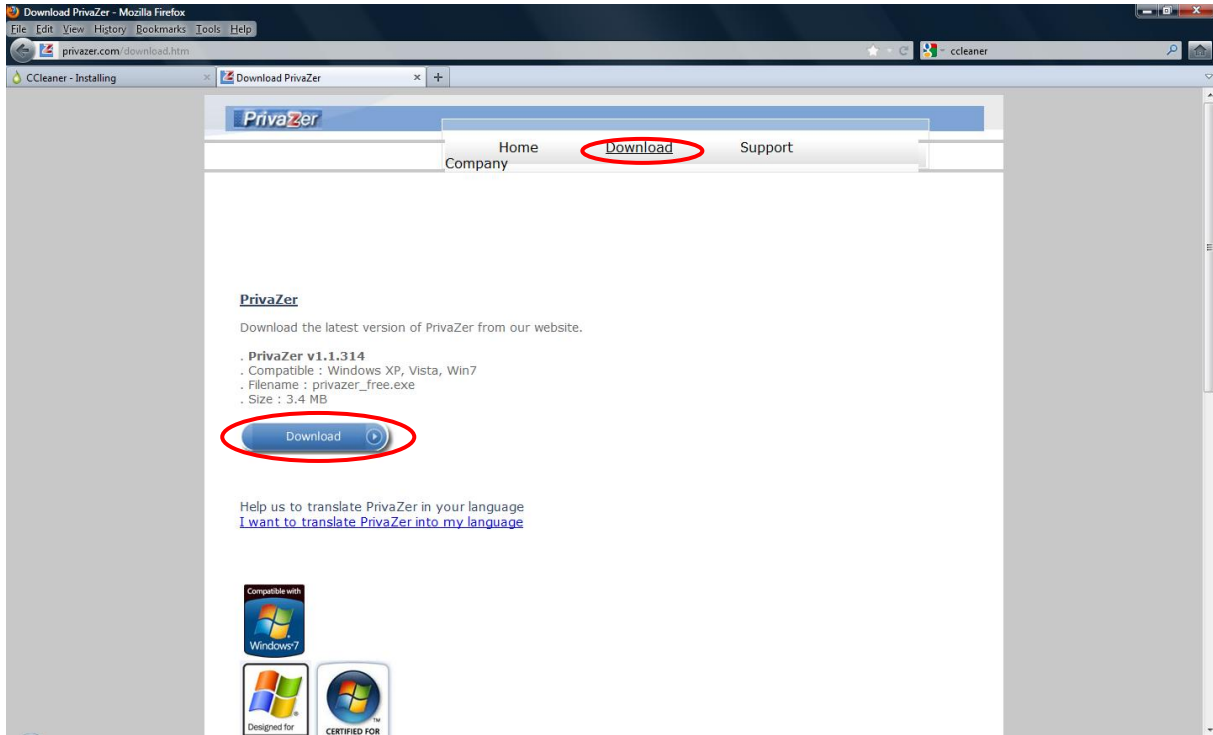 Download PrivaZer - Mozilla Firefox
File Edit View History Bookmarks Tools Help
privazer.com/download.htm
ccleaner
CCleaner - Installing
Download PrivaZer
PrivaZer
Home Download Support
Company
PrivaZer
Download the latest version of PrivaZer from our website.
. PrivaZer v1.1.314
. Compatible : Windows XP, Vista, Win7
. Filename : privazer_free.exe
. Size : 3.4 MB
Download
Help us to translate PrivaZer in your language
I want to translate PrivaZer into my language
Compatible with
Windows 7
Designed for
TM
CERTIFIED FOR